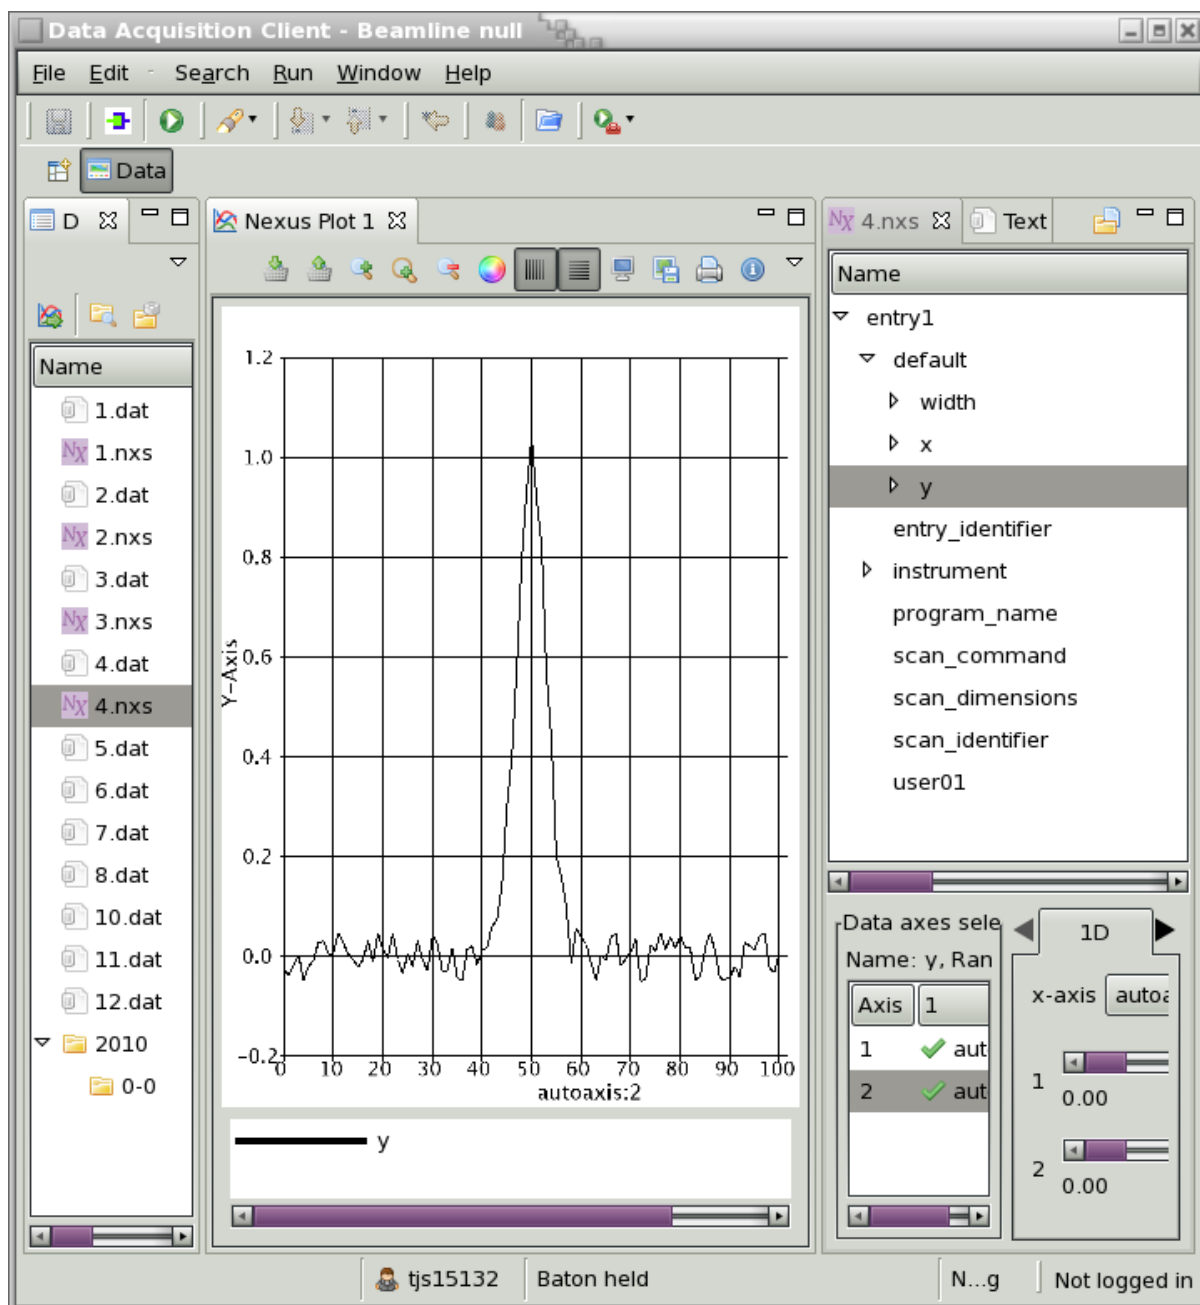 Data Acquisition Client - Beamline null
File Edit Search Run Window Help
Data
D
Name
1.dat
1.nxs
2.dat
2.nxs
3.dat
3.nxs
4.dat
4.nxs
5.dat
6.dat
7.dat
8.dat
10.dat
11.dat
12.dat
2010
0-0
Nexus Plot 1
1.2
1.0
0.8
0.6
0.4
0.2
0.0
-0.2
Y-Axis
0 10 20 30 40 50 60 70 80 90 100
autoaxis:2
y
4.nxs Text
Name
entry1
default
width
x
y
entry_identifier
instrument
program_name
scan_command
scan_dimensions
scan_identifier
user01
Data axes sele
Name: y, Ran
Axis 1
1 aut
2 aut
1D
x-axis autoa
1
0.00
2
0.00
tjs15132 Baton held N...g Not logged in